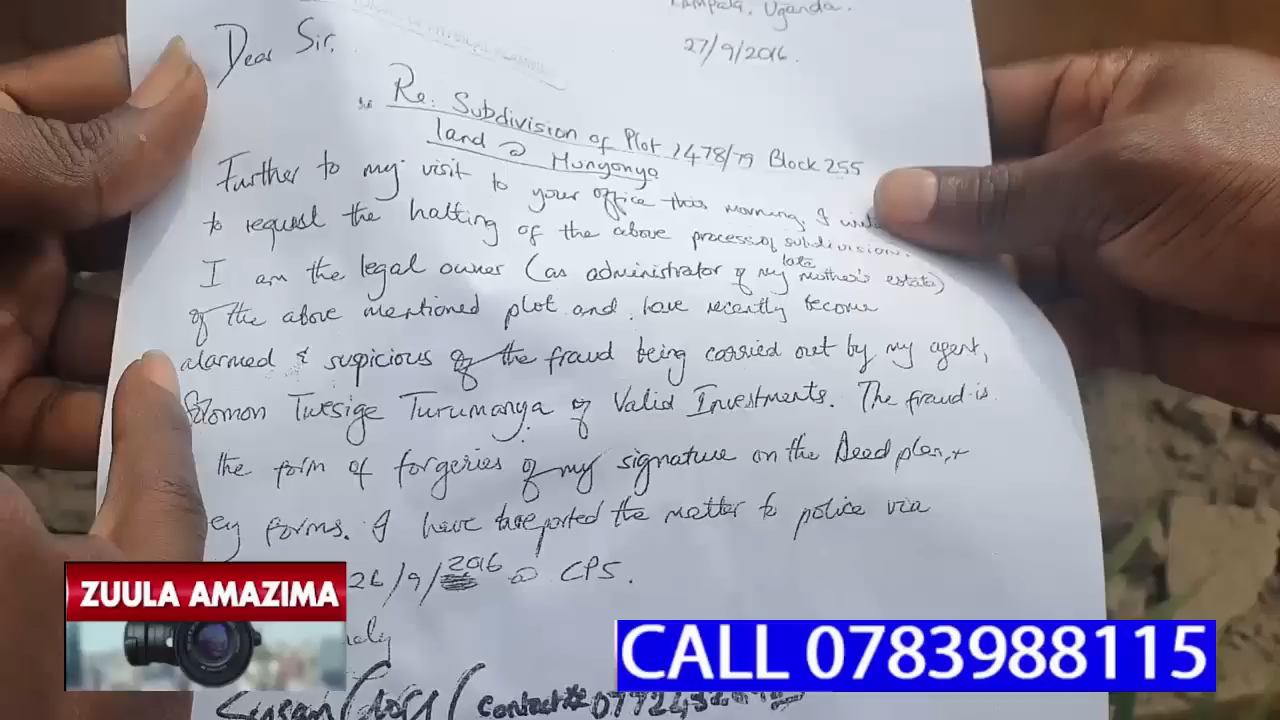 Kampala, Uganda.
27/9/2016.
Dear Sir,
Re: Subdivision of Plot 2478/79 Block 255
land @ Munyonyo
Further to my visit to your office this morning, I write
to request the halting of the above process of subdivision.
I am the legal owner (as administrator of my late mother's estate)
of the above mentioned plot and have recently become
alarmed & suspicious of the fraud being carried out by my agent,
Solomon Twesige Turumanya of Valid Investments. The fraud is
the form of forgeries of my signature on the Deed plan, +
forms. I have reported the matter to police via
26/9/2016 @ CPS.
Susan
Contact
ZUULA AMAZIMA
CALL 0783988115